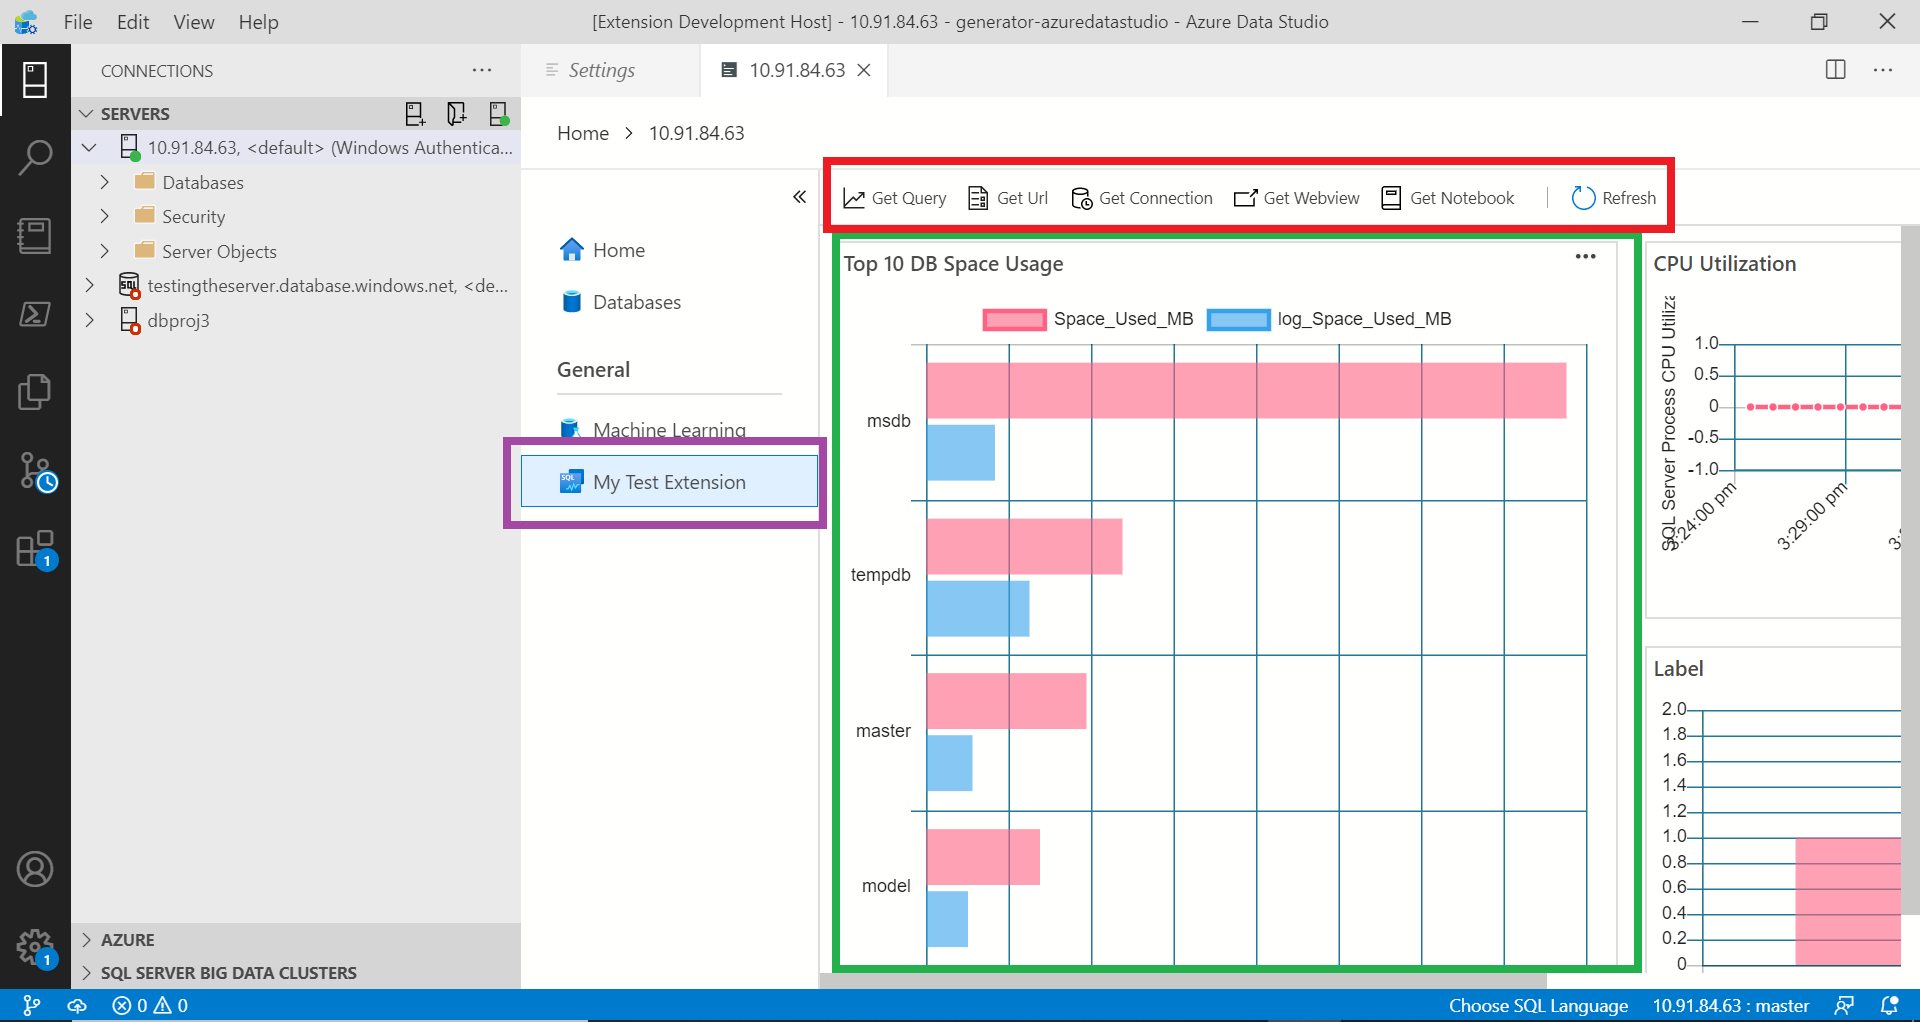 File Edit View Help
[Extension Development Host] - 10.91.84.63 - generator-azuredatastudio - Azure Data Studio
CONNECTIONS
Settings
10.91.84.63
SERVERS
10.91.84.63, <default> (Windows Authentica...
Databases
Security
Server Objects
testingtheserver.database.windows.net, <de...
dbproj3
AZURE
SQL SERVER BIG DATA CLUSTERS
1
1
Home > 10.91.84.63
Home
Databases
General
Machine Learning
My Test Extension
Get Query
Get Url
Get Connection
Get Webview
Get Notebook
Refresh
Top 10 DB Space Usage
Space_Used_MB
log_Space_Used_MB
msdb
tempdb
master
model
CPU Utilization
SQL Server Process CPU Utiliz
1.0
0.5
0
-0.5
-1.0
3:24:00 pm
3:29:00 pm
3:
Label
2.0
1.8
1.6
1.4
1.2
1.0
0.8
0.6
0.4
0.2
0
0 0
Choose SQL Language
10.91.84.63 : master